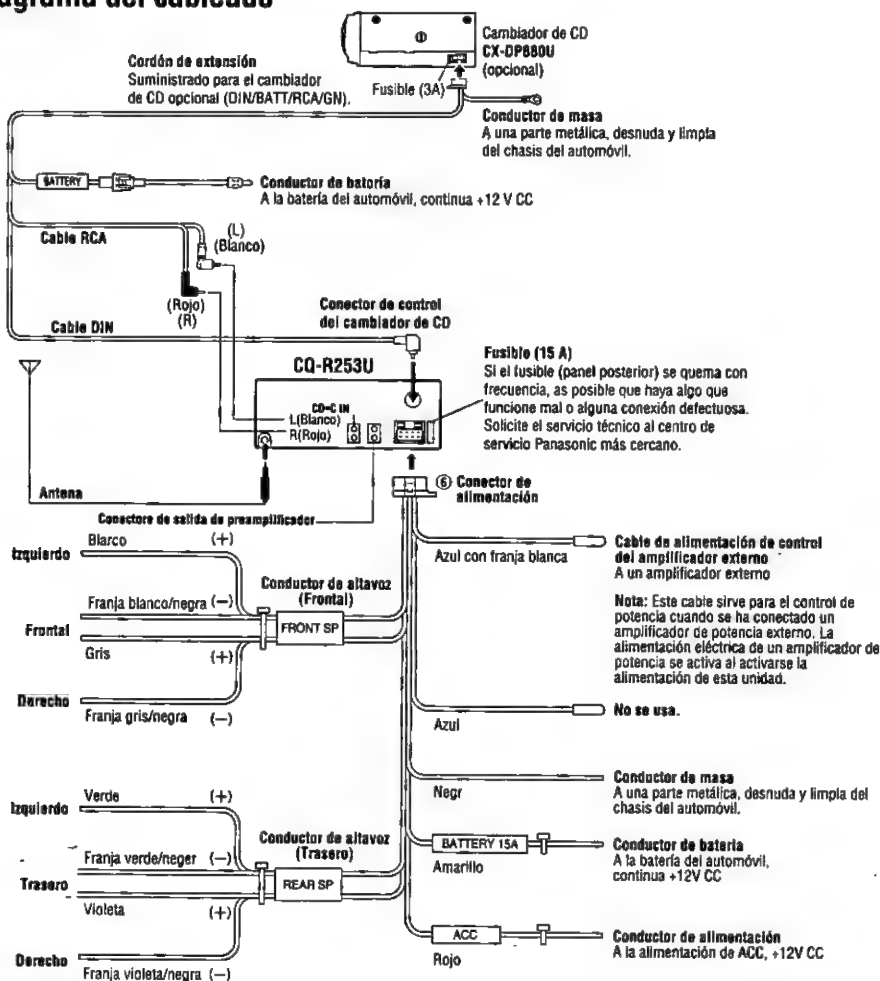 Cambiador de CD
CX-DP880U
(opcional)
Cordón de extensión
Suministrado para el cambiador
de CD opcional (DIN/BATT/RCA/GN).
Fusible (3A)
Conductor de masa
A una parte metálica, desnuda y limpia
del chasis del automóvil.
BATTERY
Conductor de batoría
A la batería del automóvil, continua +12 V CC
(L)
(Blanco)
Cable RCA
(Rojo)
(R)
Cable DIN
Conector de control
del cambiador de CD
CQ-R253U
Fusible (15 A)
Si el fusible (panel posterior) se quema con
frecuencia, as posible que haya algo que
funcione mal o alguna conexión defectuosa.
Solicite el servicio técnico al centro de
servicio Panasonic más cercano.
CD•C IN
L(Blanco)
R(Rojo)
Antena
Conectore de salida de preamplificador
⑥ Conector de
alimentación
Izquierdo
Blarco (+)
Franja blanco/negra (−)
Frontal
Gris (+)
Derecho
Franja gris/negra (−)
Conductor de altavoz
(Frontal)
FRONT SP
Azul con franja blanca
Cable de alimentación de control
del amplificador externo
A un amplificador externo
Nota: Este cable sirve para el control de
potencia cuando se ha conectado un
amplificador de potencia externo. La
alimentación eléctrica de un amplificador de
potencia se activa al activarse la
alimentación de esta unidad.
Azul
No se usa.
Negr
Conductor de masa
A una parte metálica, desnuda y limpia del
chasis del automóvil.
Izquierdo
Verde (+)
Franja verde/neger (−)
Trasero
Violeta (+)
Derecho
Franja violeta/negra (−)
Conductor de altavoz
(Trasero)
REAR SP
BATTERY 15A
Amarillo
Conductor de bateria
A la batería del automóvil,
continua +12V CC
ACC
Rojo
Conductor de alimentación
A la alimentación de ACC, +12V CC